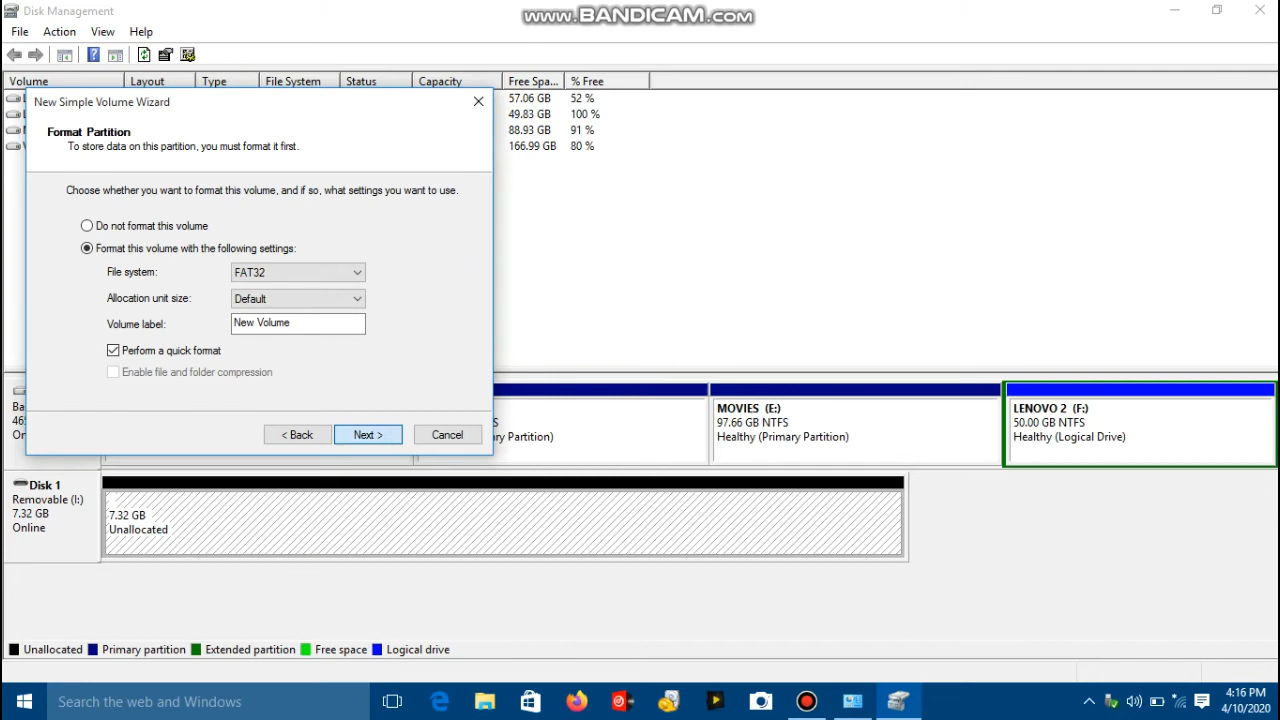 Disk Management
www.BANDICAM.com
File Action View Help
Volume Layout Type File System Status Capacity Free Spa... % Free
57.06 GB 52 %
49.83 GB 100 %
88.93 GB 91 %
166.99 GB 80 %
New Simple Volume Wizard
Format Partition
To store data on this partition, you must format it first.
Choose whether you want to format this volume, and if so, what settings you want to use.
Do not format this volume
Format this volume with the following settings:
File system: FAT32
Allocation unit size: Default
Volume label: New Volume
Perform a quick format
Enable file and folder compression
< Back Next > Cancel
Ba
On
S
ry Partition)
MOVIES (E:)
97.66 GB NTFS
Healthy (Primary Partition)
LENOVO 2 (F:)
50.00 GB NTFS
Healthy (Logical Drive)
Disk 1
Removable (I:)
7.32 GB
Online
7.32 GB
Unallocated
Unallocated Primary partition Extended partition Free space Logical drive
Search the web and Windows
4:16 PM
4/10/2020